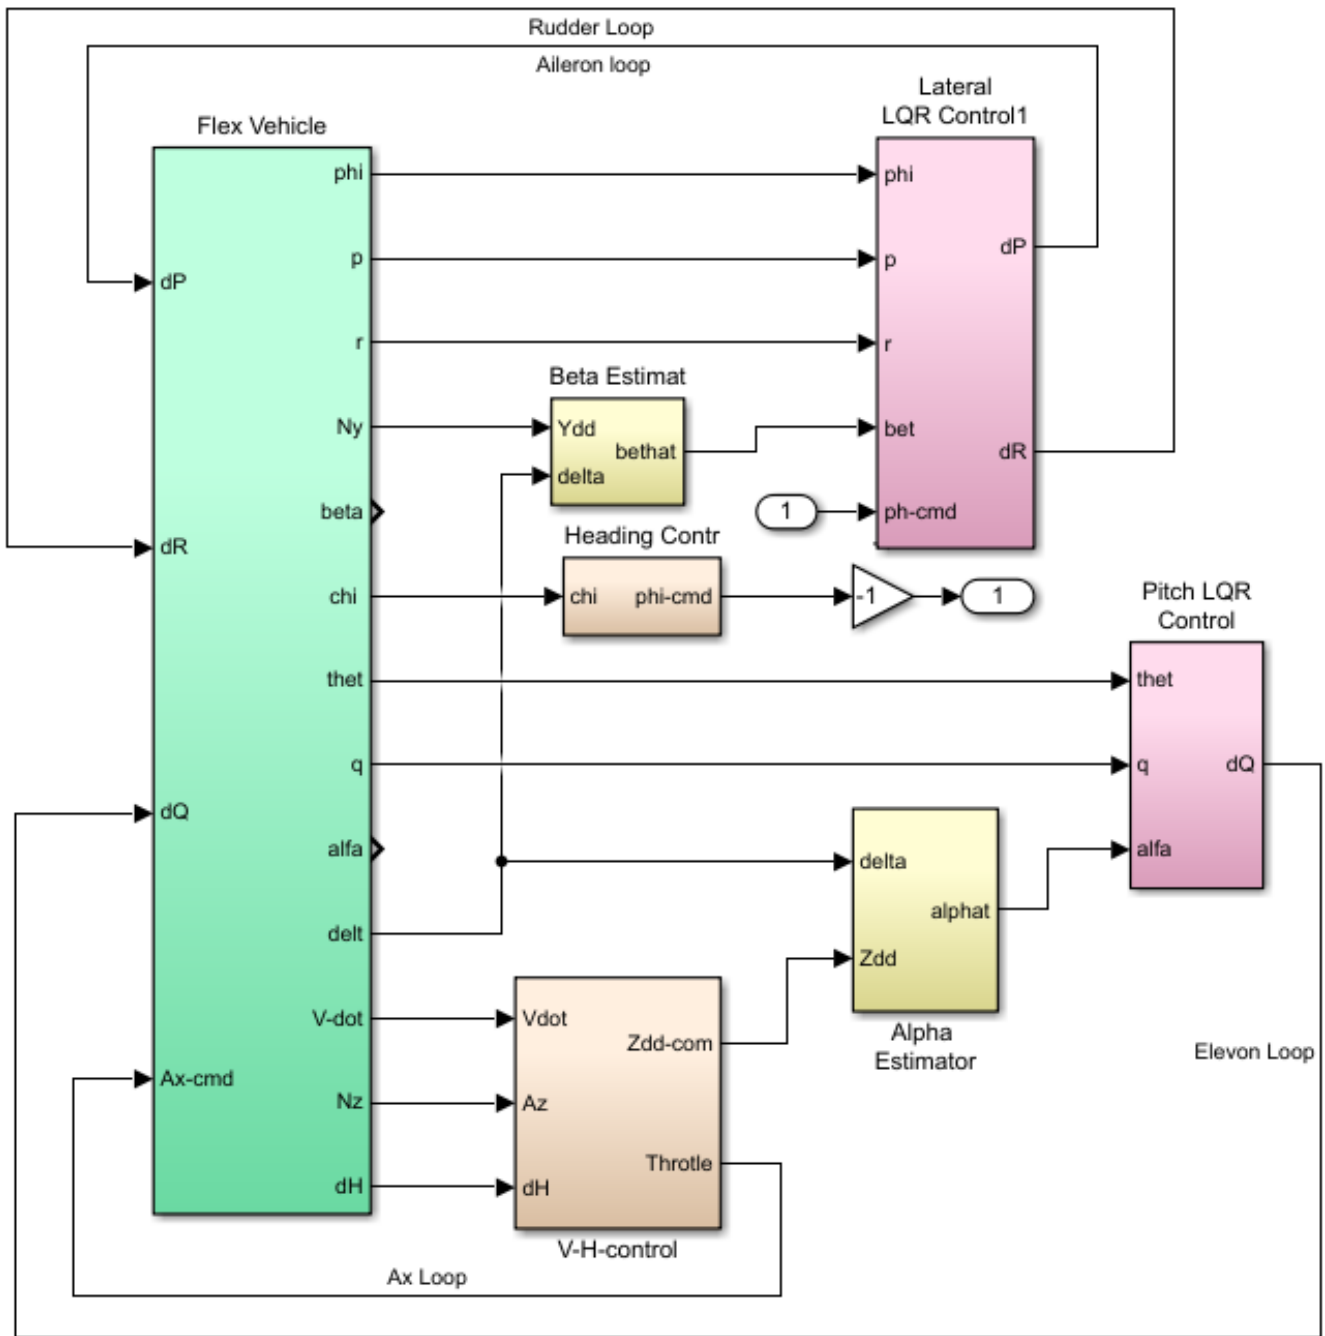 Rudder Loop
Aileron loop
Lateral
LQR Control1
Flex Vehicle
phi
p
r
Ny
beta
chi
thet
q
alfa
delt
V-dot
Nz
dH
dP
dR
dQ
Ax-cmd
phi
p
r
bet
ph-cmd
dP
dR
Beta Estimat
Ydd
delta
bethat
1
Heading Contr
chi
phi-cmd
-1
1
Pitch LQR
Control
thet
q
alfa
dQ
delta
Zdd
alphat
Alpha
Estimator
Vdot
Az
dH
Zdd-com
Throtle
V-H-control
Elevon Loop
Ax Loop